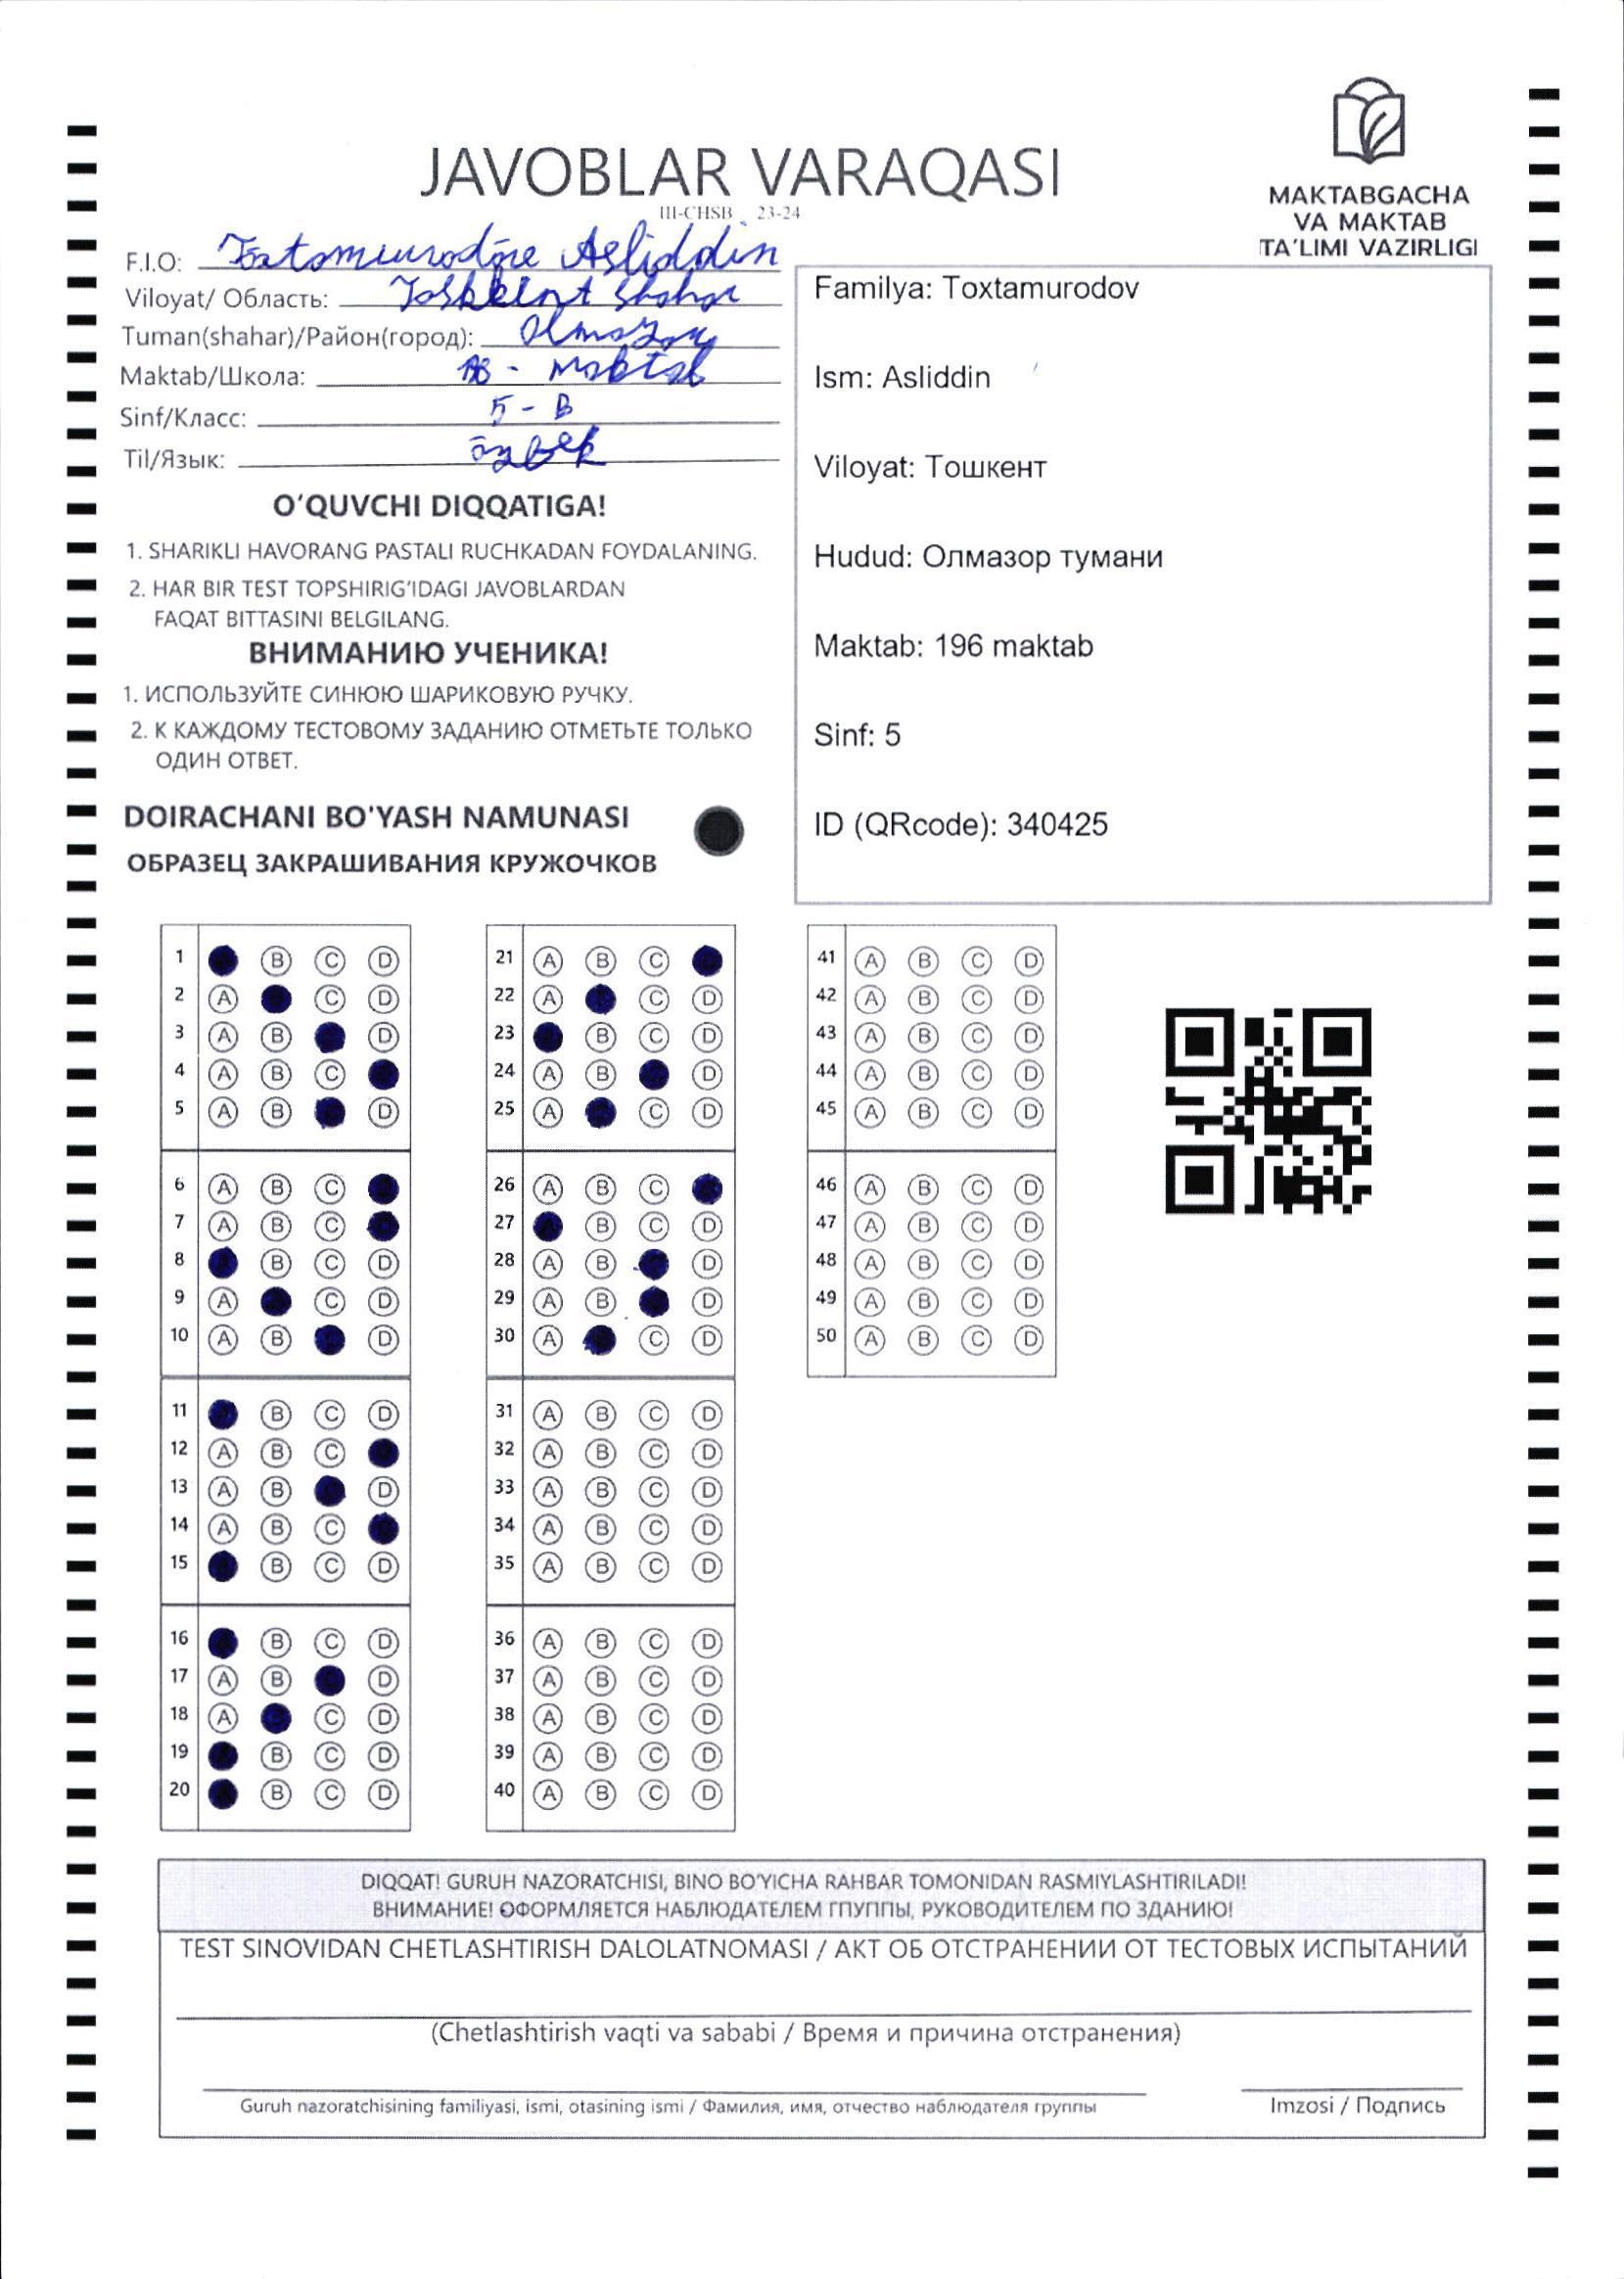 JAVOBLAR VARAQASI
III-CHSB 23-24
MAKTABGACHA
VA MAKTAB
TA'LIMI VAZIRLIGI
F.I.O: Asliddin
Viloyat/ Область: Toshkent shahar
Tuman(shahar)/Район(город): Olmazor
Maktab/Школа: - maktab
Sinf/Класс: 5 - B
Til/Язык: õzbek
Familya: Toxtamurodov
Ism: Asliddin
Viloyat: Тошкент
Hudud: Олмазор тумани
Maktab: 196 maktab
Sinf: 5
ID (QRcode): 340425
O'QUVCHI DIQQATIGA!
1. SHARIKLI HAVORANG PASTALI RUCHKADAN FOYDALANING.
2. HAR BIR TEST TOPSHIRIG'IDAGI JAVOBLARDAN
FAQAT BITTASINI BELGILANG.
ВНИМАНИЮ УЧЕНИКА!
1. ИСПОЛЬЗУЙТЕ СИНЮЮ ШАРИКОВУЮ РУЧКУ.
2. К КАЖДОМУ ТЕСТОВОМУ ЗАДАНИЮ ОТМЕТЬТЕ ТОЛЬКО
ОДИН ОТВЕТ.
DOIRACHANI BO'YASH NAMUNASI
ОБРАЗЕЦ ЗАКРАШИВАНИЯ КРУЖОЧКОВ
1 B C D
2 A C D
3 A B D
4 A B C
5 A B D
6 A B C
7 A B C
8 B C D
9 A C D
10 A B D
11 B C D
12 A B C
13 A B D
14 A B C
15 B C D
16 B C D
17 A B D
18 A C D
19 B C D
20 B C D
21 A B C
22 A C D
23 B C D
24 A B D
25 A C D
26 A B C
27 B C D
28 A B D
29 A B D
30 A C D
31 A B C D
32 A B C D
33 A B C D
34 A B C D
35 A B C D
36 A B C D
37 A B C D
38 A B C D
39 A B C D
40 A B C D
41 A B C D
42 A B C D
43 A B C D
44 A B C D
45 A B C D
46 A B C D
47 A B C D
48 A B C D
49 A B C D
50 A B C D
DIQQAT! GURUH NAZORATCHISI, BINO BO'YICHA RAHBAR TOMONIDAN RASMIYLASHTIRILADI!
ВНИМАНИЕ! ОФОРМЛЯЕТСЯ НАБЛЮДАТЕЛЕМ ГПУППЫ, РУКОВОДИТЕЛЕМ ПО ЗДАНИЮ!
TEST SINOVIDAN CHETLASHTIRISH DALOLATNOMASI / АКТ ОБ ОТСТРАНЕНИИ ОТ ТЕСТОВЫХ ИСПЫТАНИЙ
(Chetlashtirish vaqti va sababi / Время и причина отстранения)
Guruh nazoratchisining familiyasi, ismi, otasining ismi / Фамилия, имя, отчество наблюдателя группы
Imzosi / Подпись